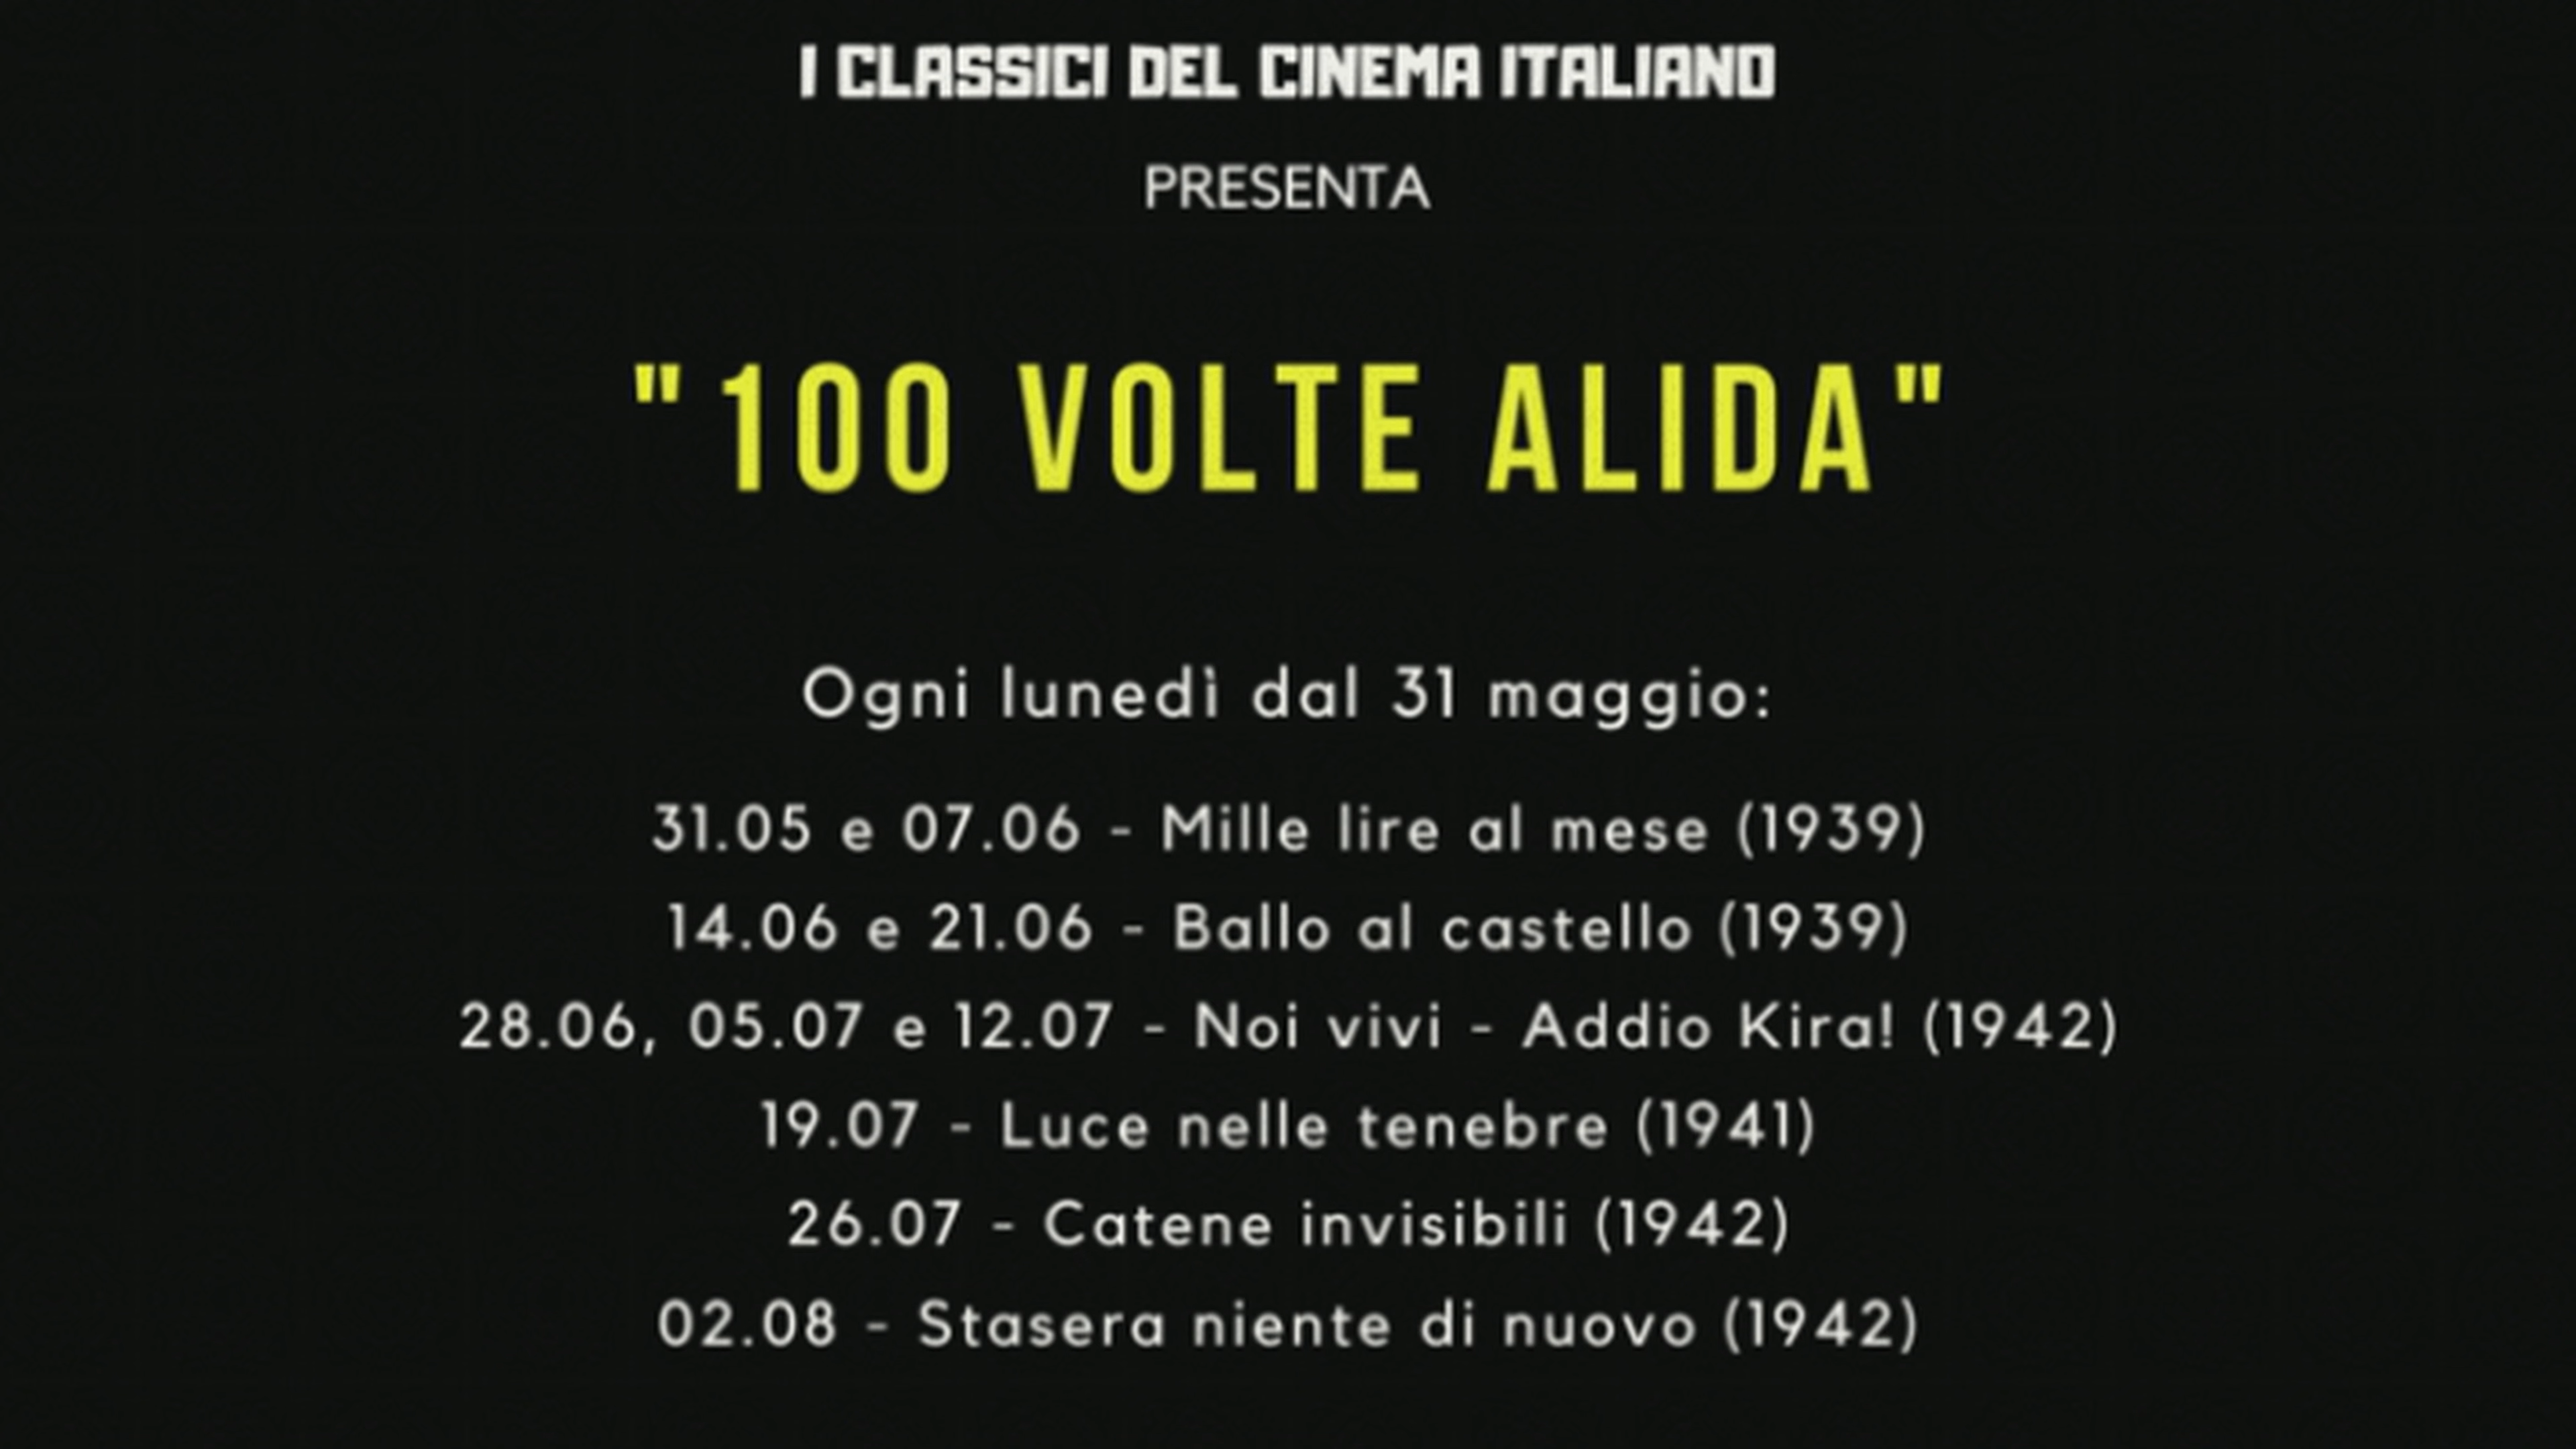 I CLASSICI DEL CINEMA ITALIANO
PRESENTA
"100 VOLTE ALIDA"
Ogni lunedì dal 31 maggio:
31.05 e 07.06 - Mille lire al mese (1939)
14.06 e 21.06 - Ballo al castello (1939)
28.06, 05.07 e 12.07 - Noi vivi - Addio Kira! (1942)
19.07 - Luce nelle tenebre (1941)
26.07 - Catene invisibili (1942)
02.08 - Stasera niente di nuovo (1942)